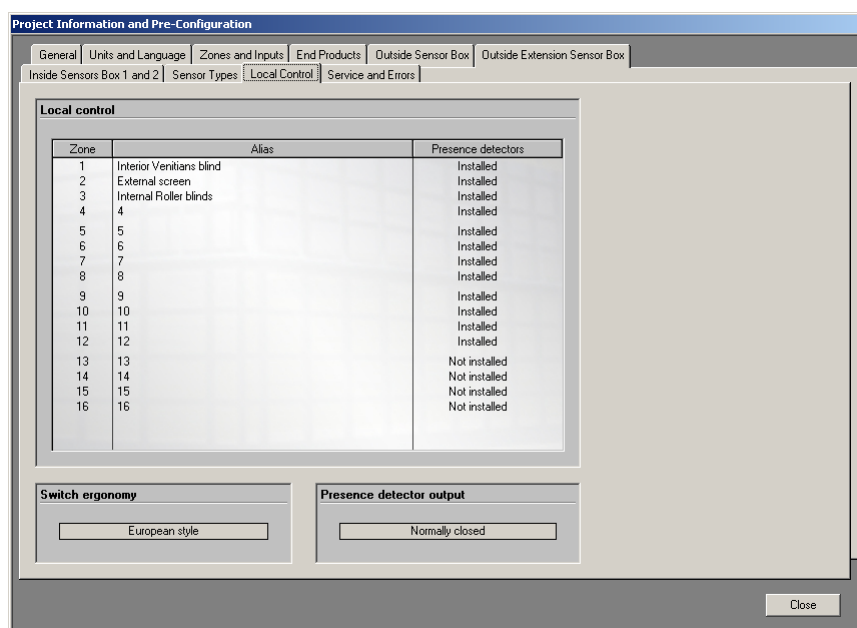 Project Information and Pre-Configuration
General Units and Language Zones and Inputs End Products Outside Sensor Box Outside Extension Sensor Box
Inside Sensors Box 1 and 2 Sensor Types Local Control Service and Errors
Local control
Zone Alias Presence detectors
1 Interior Venitians blind Installed
2 External screen Installed
3 Internal Roller blinds Installed
4 4 Installed
5 5 Installed
6 6 Installed
7 7 Installed
8 8 Installed
9 9 Installed
10 10 Installed
11 11 Installed
12 12 Installed
13 13 Not installed
14 14 Not installed
15 15 Not installed
16 16 Not installed
Switch ergonomy Presence detector output
European style Normally closed
Close